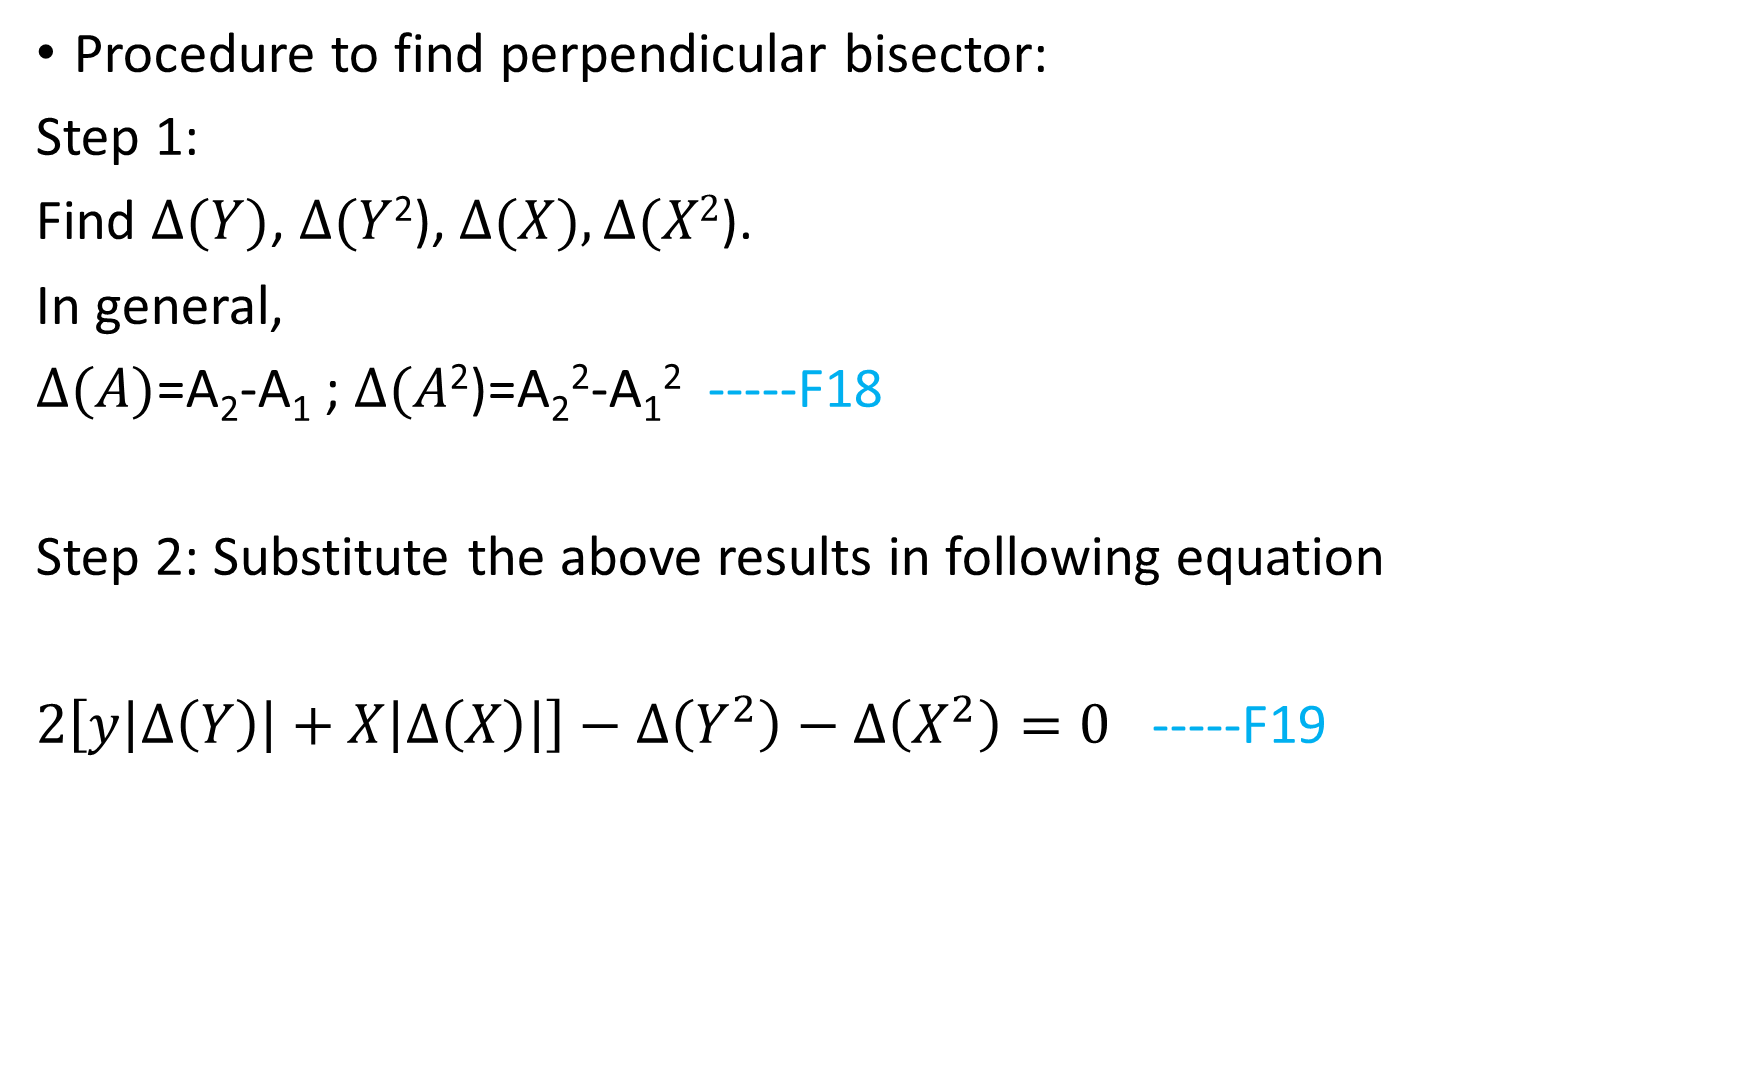 • Procedure to find perpendicular bisector:
Step 1:
Find Δ(𝑌), Δ(𝑌²), Δ(𝑋), Δ(𝑋²).
In general,
Δ(𝐴)=A₂-A₁ ; Δ(𝐴²)=A₂²-A₁² -----F18
Step 2: Substitute the above results in following equation
2[𝑦|Δ(𝑌)| + 𝑋|Δ(𝑋)|] − Δ(𝑌²) − Δ(𝑋²) = 0 -----F19